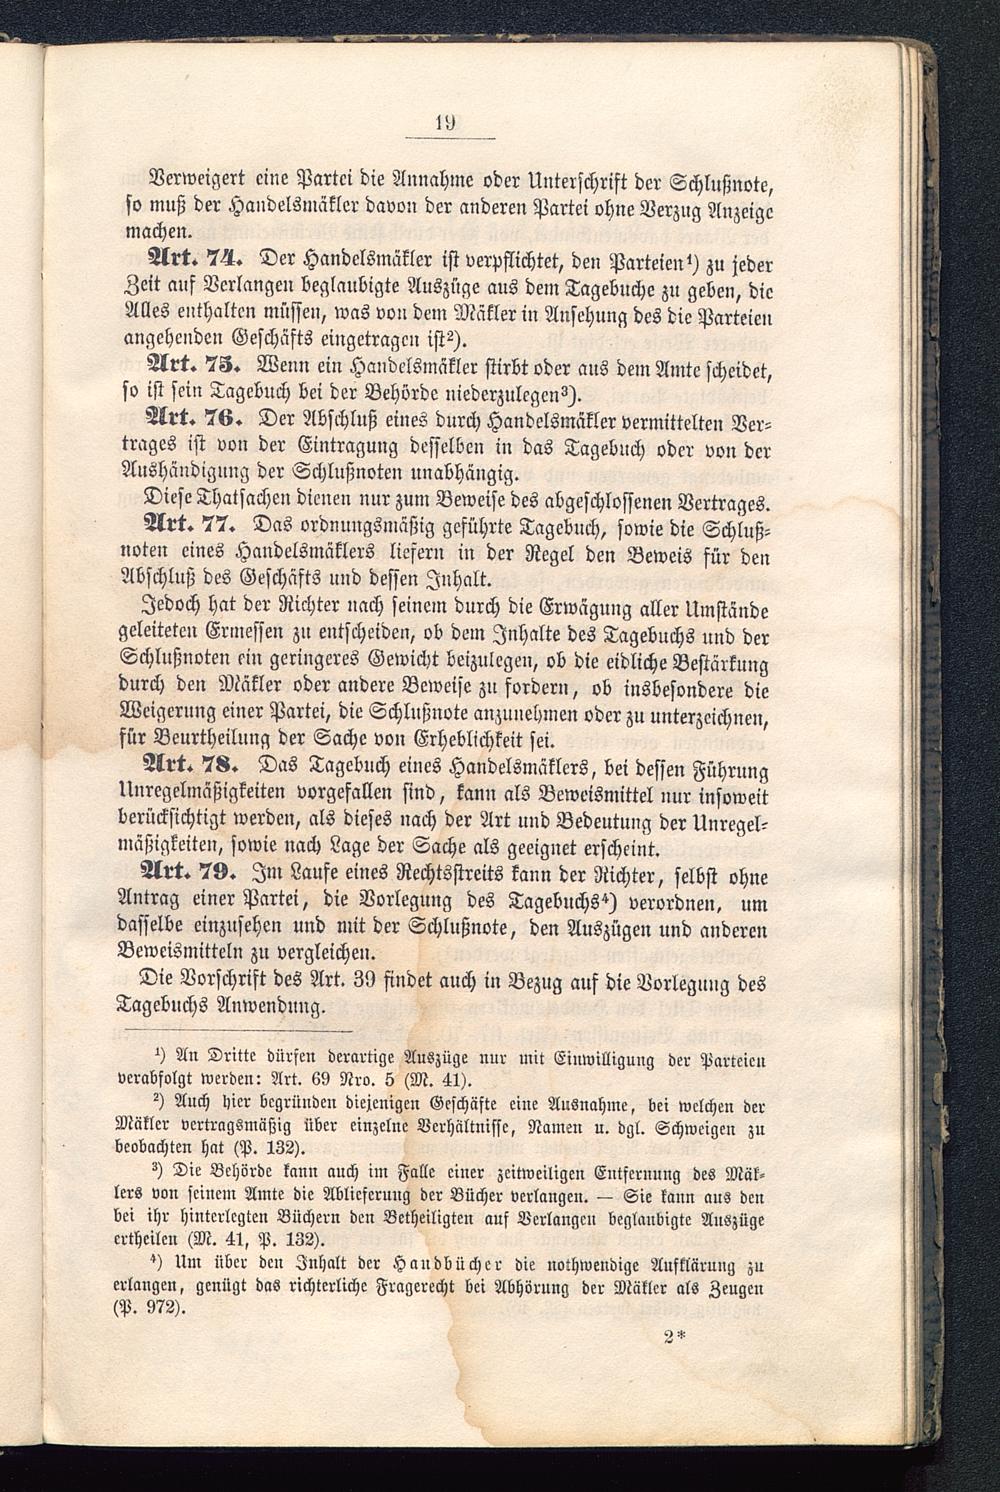 19
Verweigert eine Partei die Annahme oder Unterschrift der Schlußnote,
so muß der Handelsmäkler davon der anderen Partei ohne Verzug Anzeige
machen.
Art. 74. Der Handelsmäkler ist verpflichtet, den Parteien¹) zu jeder
Zeit auf Verlangen beglaubigte Auszüge aus dem Tagebuche zu geben, die
Alles enthalten müssen, was von dem Mäkler in Ansehung des die Parteien
angehenden Geschäfts eingetragen ist²).
Art. 75. Wenn ein Handelsmäkler stirbt oder aus dem Amte scheidet,
so ist sein Tagebuch bei der Behörde niederzulegen³).
Art. 76. Der Abschluß eines durch Handelsmäkler vermittelten Ver-
trages ist von der Eintragung desselben in das Tagebuch oder von der
Aushändigung der Schlußnoten unabhängig.
Diese Thatsachen dienen nur zum Beweise des abgeschlossenen Vertrages.
Art. 77. Das ordnungsmäßig geführte Tagebuch, sowie die Schluß-
noten eines Handelsmäklers liefern in der Regel den Beweis für den
Abschluß des Geschäfts und dessen Inhalt.
Jedoch hat der Richter nach seinem durch die Erwägung aller Umstände
geleiteten Ermessen zu entscheiden, ob dem Inhalte des Tagebuchs und der
Schlußnoten ein geringeres Gewicht beizulegen, ob die eidliche Bestärkung
durch den Mäkler oder andere Beweise zu fordern, ob insbesondere die
Weigerung einer Partei, die Schlußnote anzunehmen oder zu unterzeichnen,
für Beurtheilung der Sache von Erheblichkeit sei.
Art. 78. Das Tagebuch eines Handelsmäklers, bei dessen Führung
Unregelmäßigkeiten vorgefallen sind, kann als Beweismittel nur insoweit
berücksichtigt werden, als dieses nach der Art und Bedeutung der Unregel-
mäßigkeiten, sowie nach Lage der Sache als geeignet erscheint.
Art. 79. Im Laufe eines Rechtsstreits kann der Richter, selbst ohne
Antrag einer Partei, die Vorlegung des Tagebuchs⁴) verordnen, um
dasselbe einzusehen und mit der Schlußnote, den Auszügen und anderen
Beweismitteln zu vergleichen.
Die Vorschrift des Art. 39 findet auch in Bezug auf die Vorlegung des
Tagebuchs Anwendung.
¹) An Dritte dürfen derartige Auszüge nur mit Einwilligung der Parteien
verabfolgt werden: Art. 69 Nro. 5 (M. 41).
²) Auch hier begründen diejenigen Geschäfte eine Ausnahme, bei welchen der
Mäkler vertragsmäßig über einzelne Verhältnisse, Namen u. dgl. Schweigen zu
beobachten hat (P. 132).
³) Die Behörde kann auch im Falle einer zeitweiligen Entfernung des Mäk-
lers von seinem Amte die Ablieferung der Bücher verlangen. — Sie kann aus den
bei ihr hinterlegten Büchern den Betheiligten auf Verlangen beglaubigte Auszüge
ertheilen (M. 41, P. 132).
⁴) Um über den Inhalt der Handbücher die nothwendige Aufklärung zu
erlangen, genügt das richterliche Fragerecht bei Abhörung der Mäkler als Zeugen
(P. 972).
2*